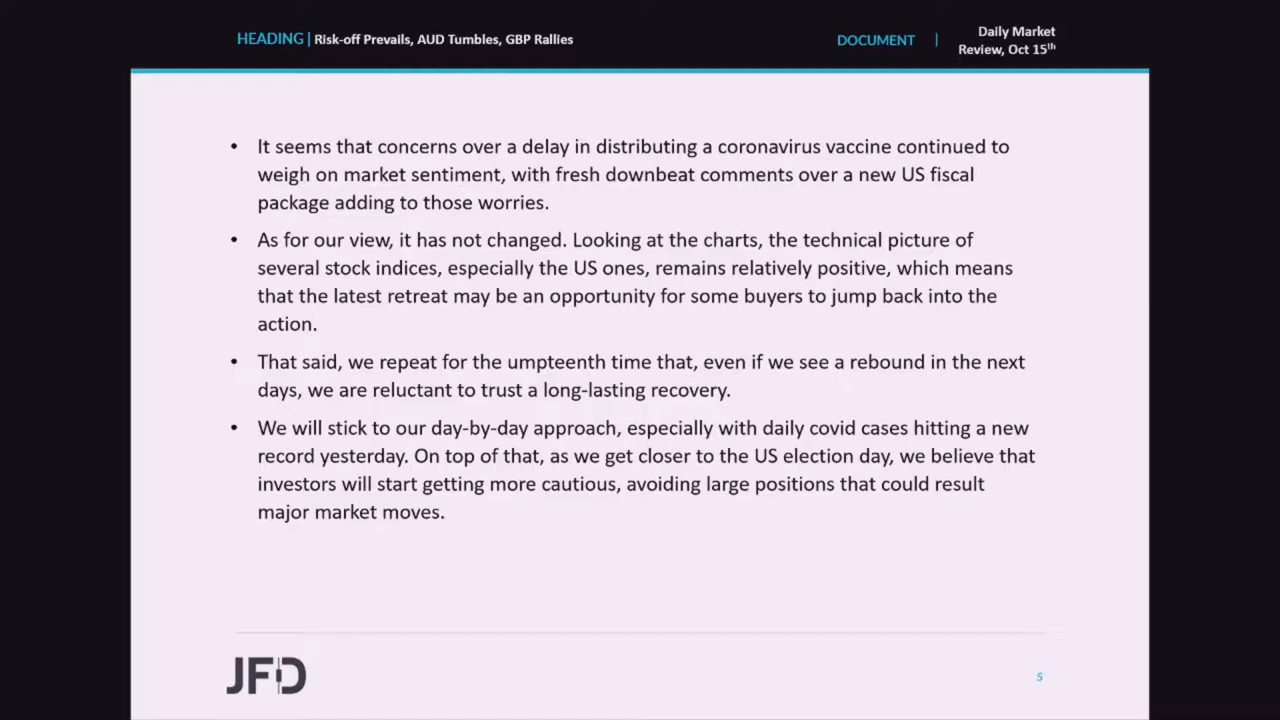 HEADING | Risk-off Prevails, AUD Tumbles, GBP Rallies
DOCUMENT |
Daily Market
Review, Oct 15th
• It seems that concerns over a delay in distributing a coronavirus vaccine continued to
weigh on market sentiment, with fresh downbeat comments over a new US fiscal
package adding to those worries.
• As for our view, it has not changed. Looking at the charts, the technical picture of
several stock indices, especially the US ones, remains relatively positive, which means
that the latest retreat may be an opportunity for some buyers to jump back into the
action.
• That said, we repeat for the umpteenth time that, even if we see a rebound in the next
days, we are reluctant to trust a long-lasting recovery.
• We will stick to our day-by-day approach, especially with daily covid cases hitting a new
record yesterday. On top of that, as we get closer to the US election day, we believe that
investors will start getting more cautious, avoiding large positions that could result
major market moves.
JFD
5